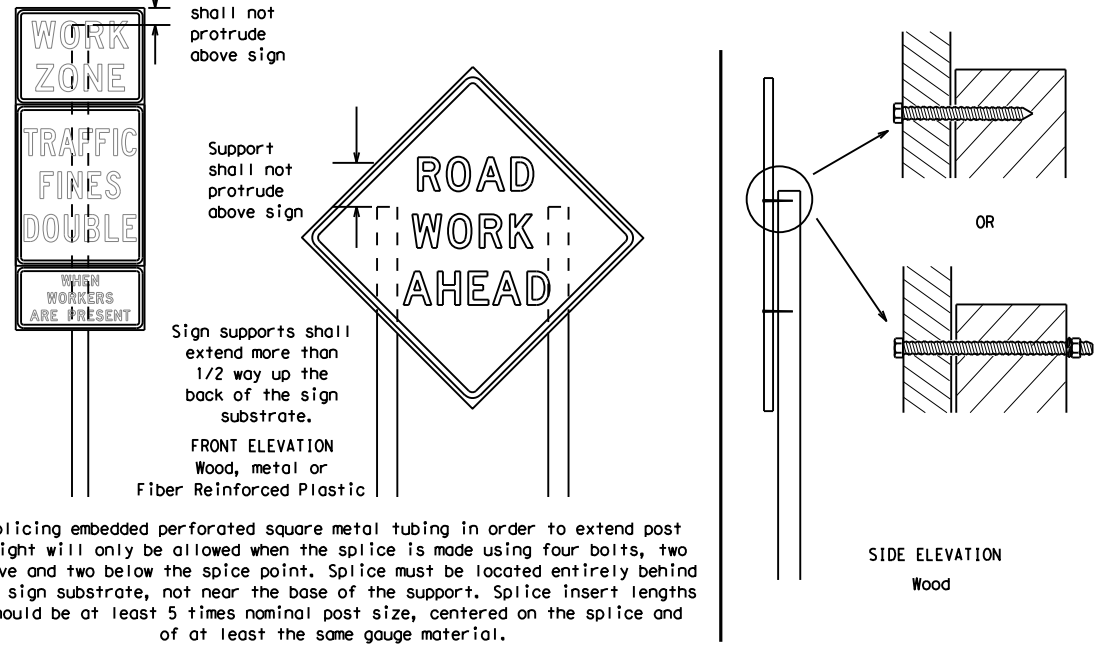 shall not
protrude
above sign
WORK
ZONE
TRAFFIC
FINES
DOUBLE
WHEN
WORKERS
ARE PRESENT
Support
shall not
protrude
above sign
ROAD
WORK
AHEAD
Sign supports shall
extend more than
1/2 way up the
back of the sign
substrate.
FRONT ELEVATION
Wood, metal or
Fiber Reinforced Plastic
OR
SIDE ELEVATION
Wood
plicing embedded perforated square metal tubing in order to extend post
ight will only be allowed when the splice is made using four bolts, two
ve and two below the spice point. Splice must be located entirely behind
sign substrate, not near the base of the support. Splice insert lengths
ould be at least 5 times nominal post size, centered on the splice and
of at least the same gauge material.